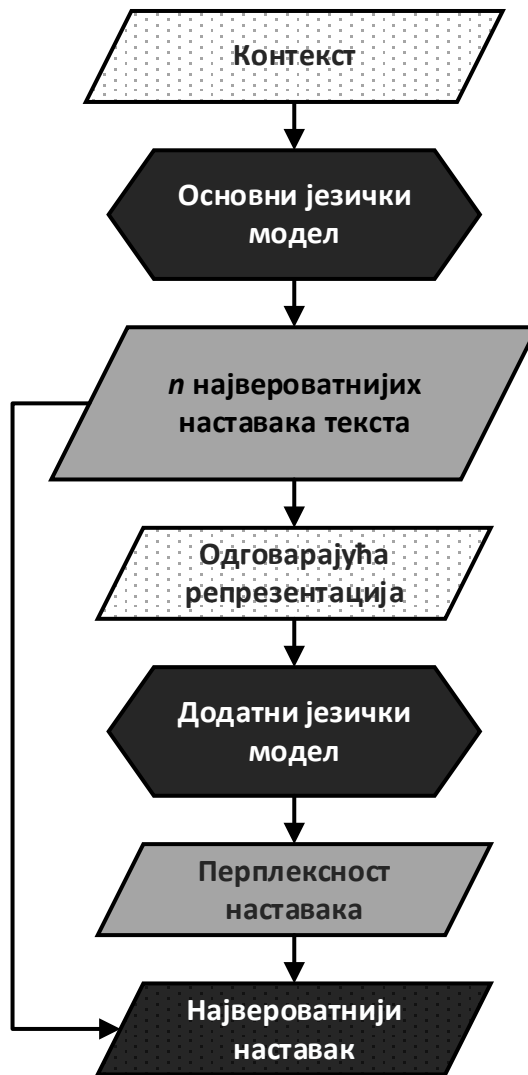 Контекст
Основни језички
модел
n највероватнијих
наставака текста
Одговарајућа
репрезентација
Додатни језички
модел
Перплексност
наставака
Највероватнији
наставак